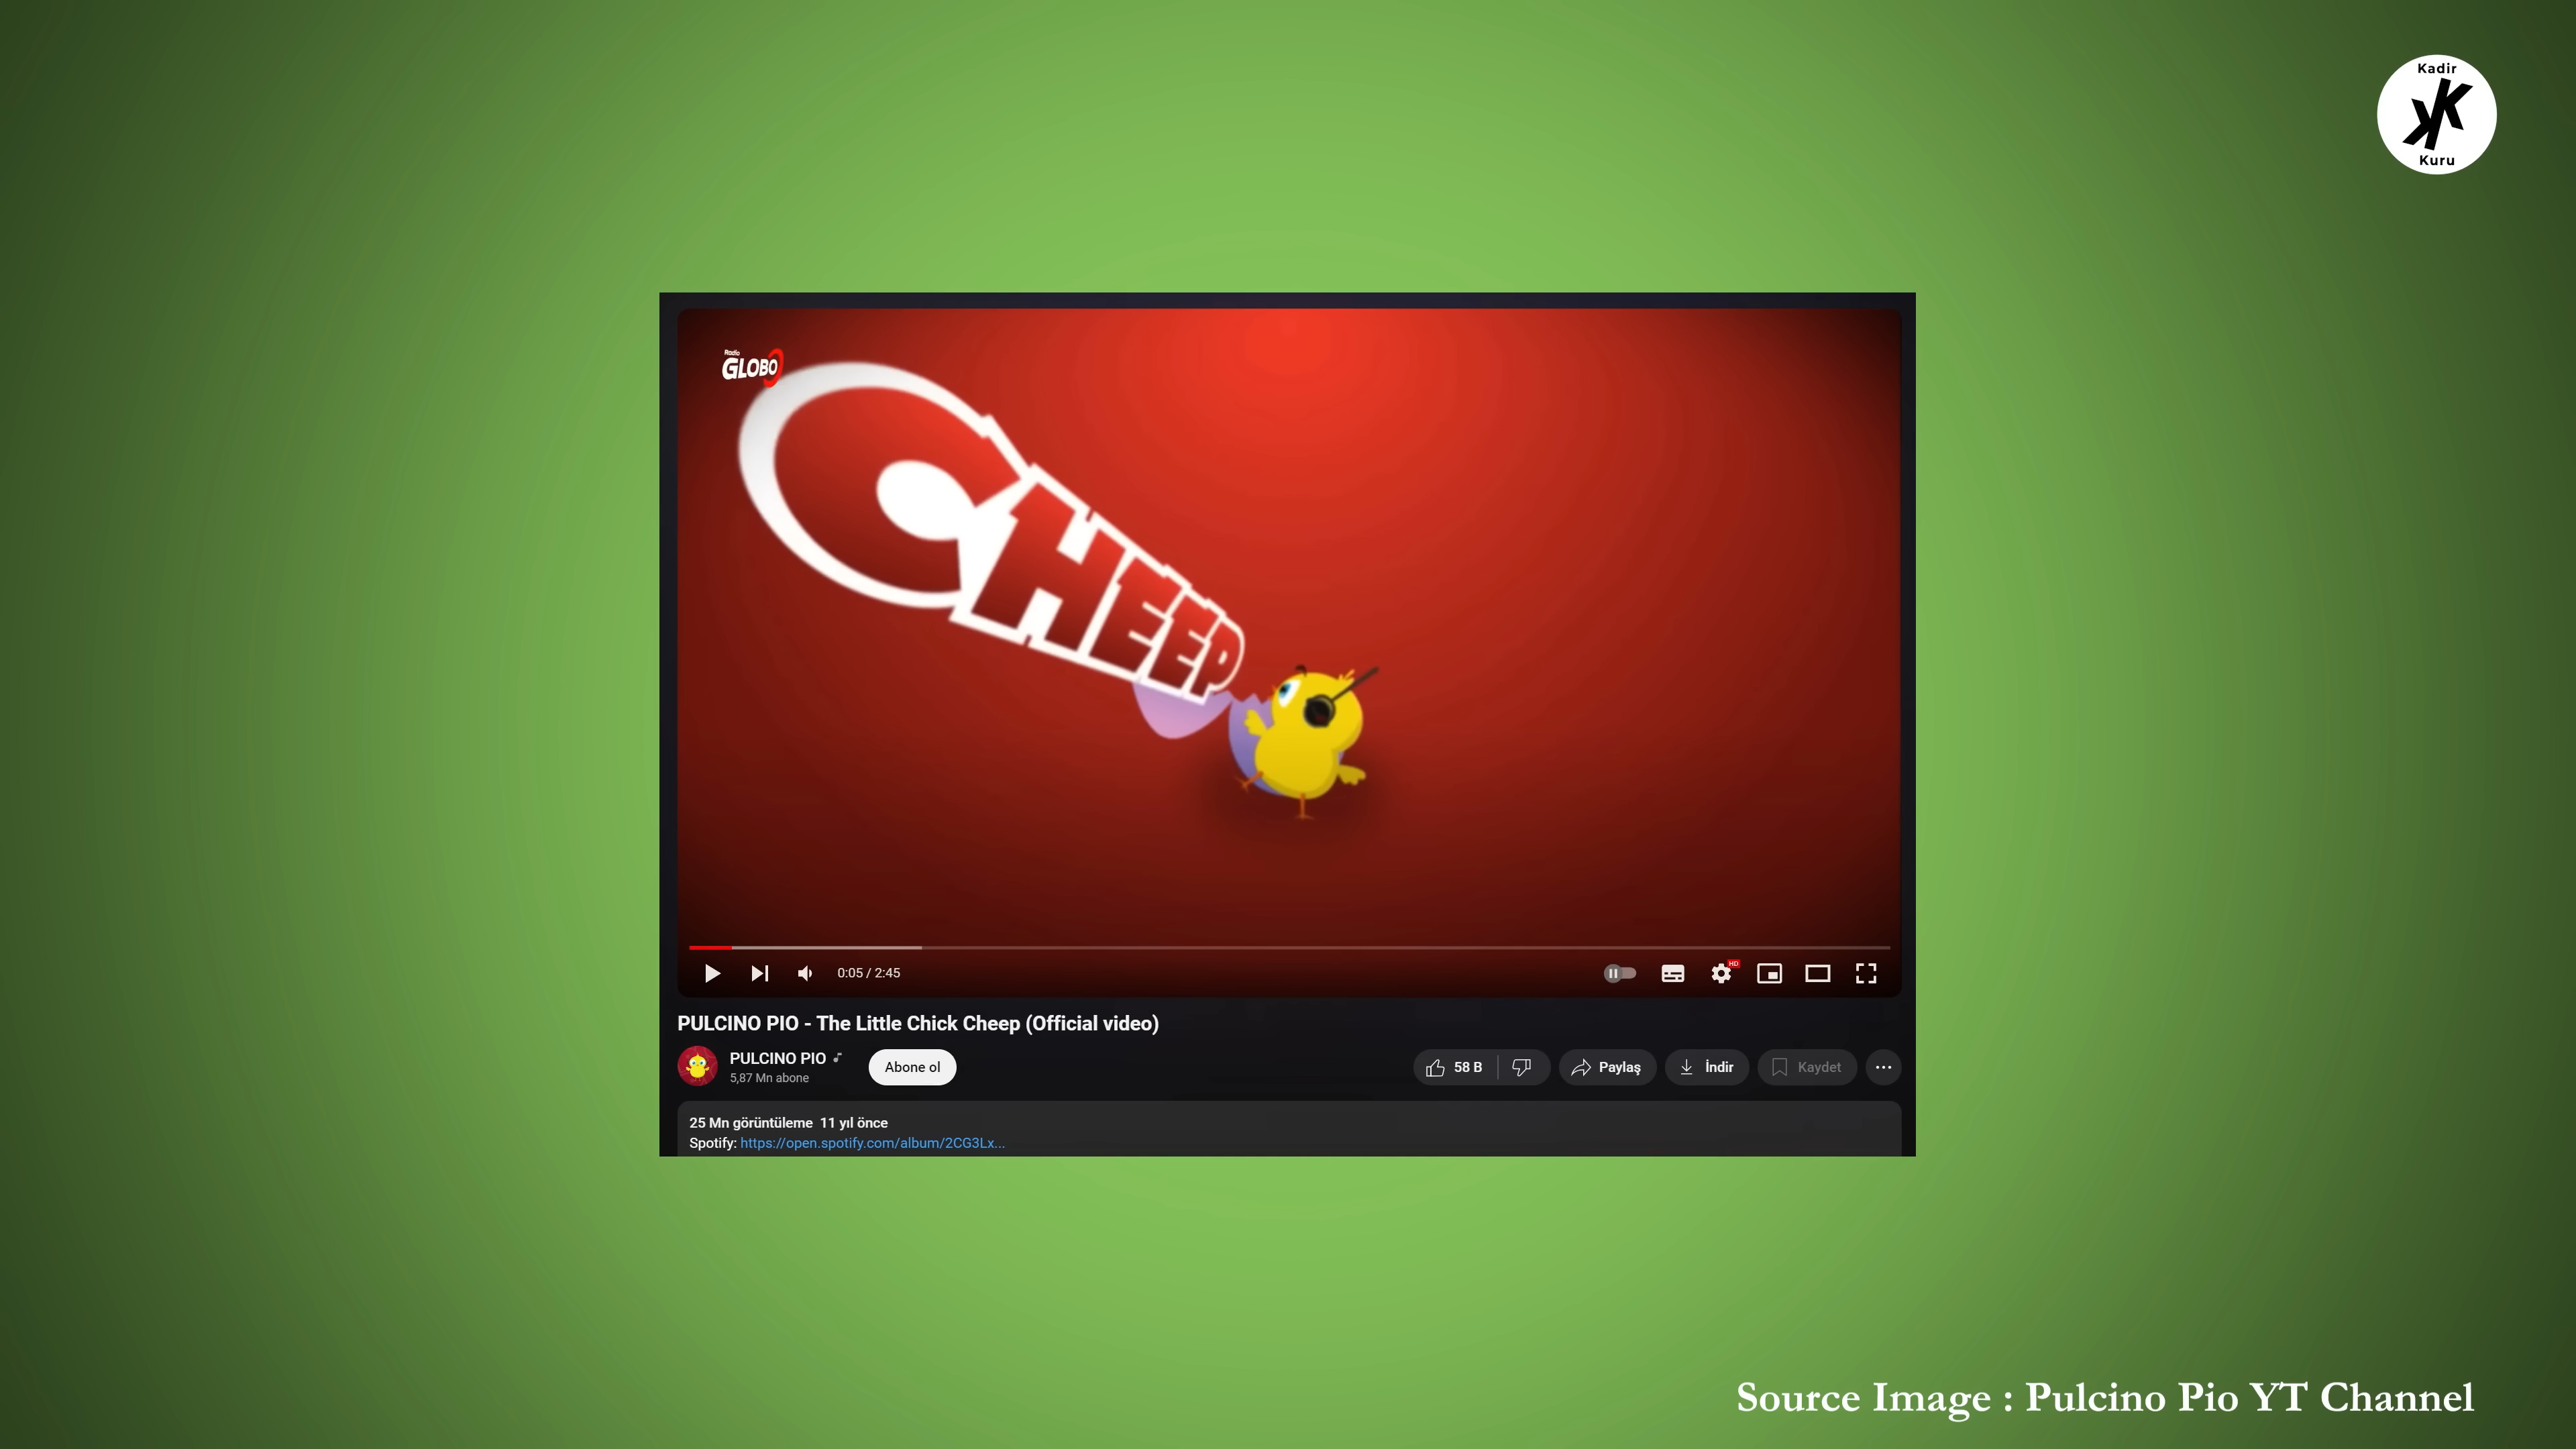 Kadir
KK
Kuru
Radio
GLOBO
CHEEP
0:05 / 2:45
HD
PULCINO PIO - The Little Chick Cheep (Official video)
PULCINO PIO
5,87 Mn abone
Abone ol
58 B
Paylaş
İndir
Kaydet
25 Mn görüntüleme 11 yıl önce
Spotify: https://open.spotify.com/album/2CG3Lx...
Source Image : Pulcino Pio YT Channel